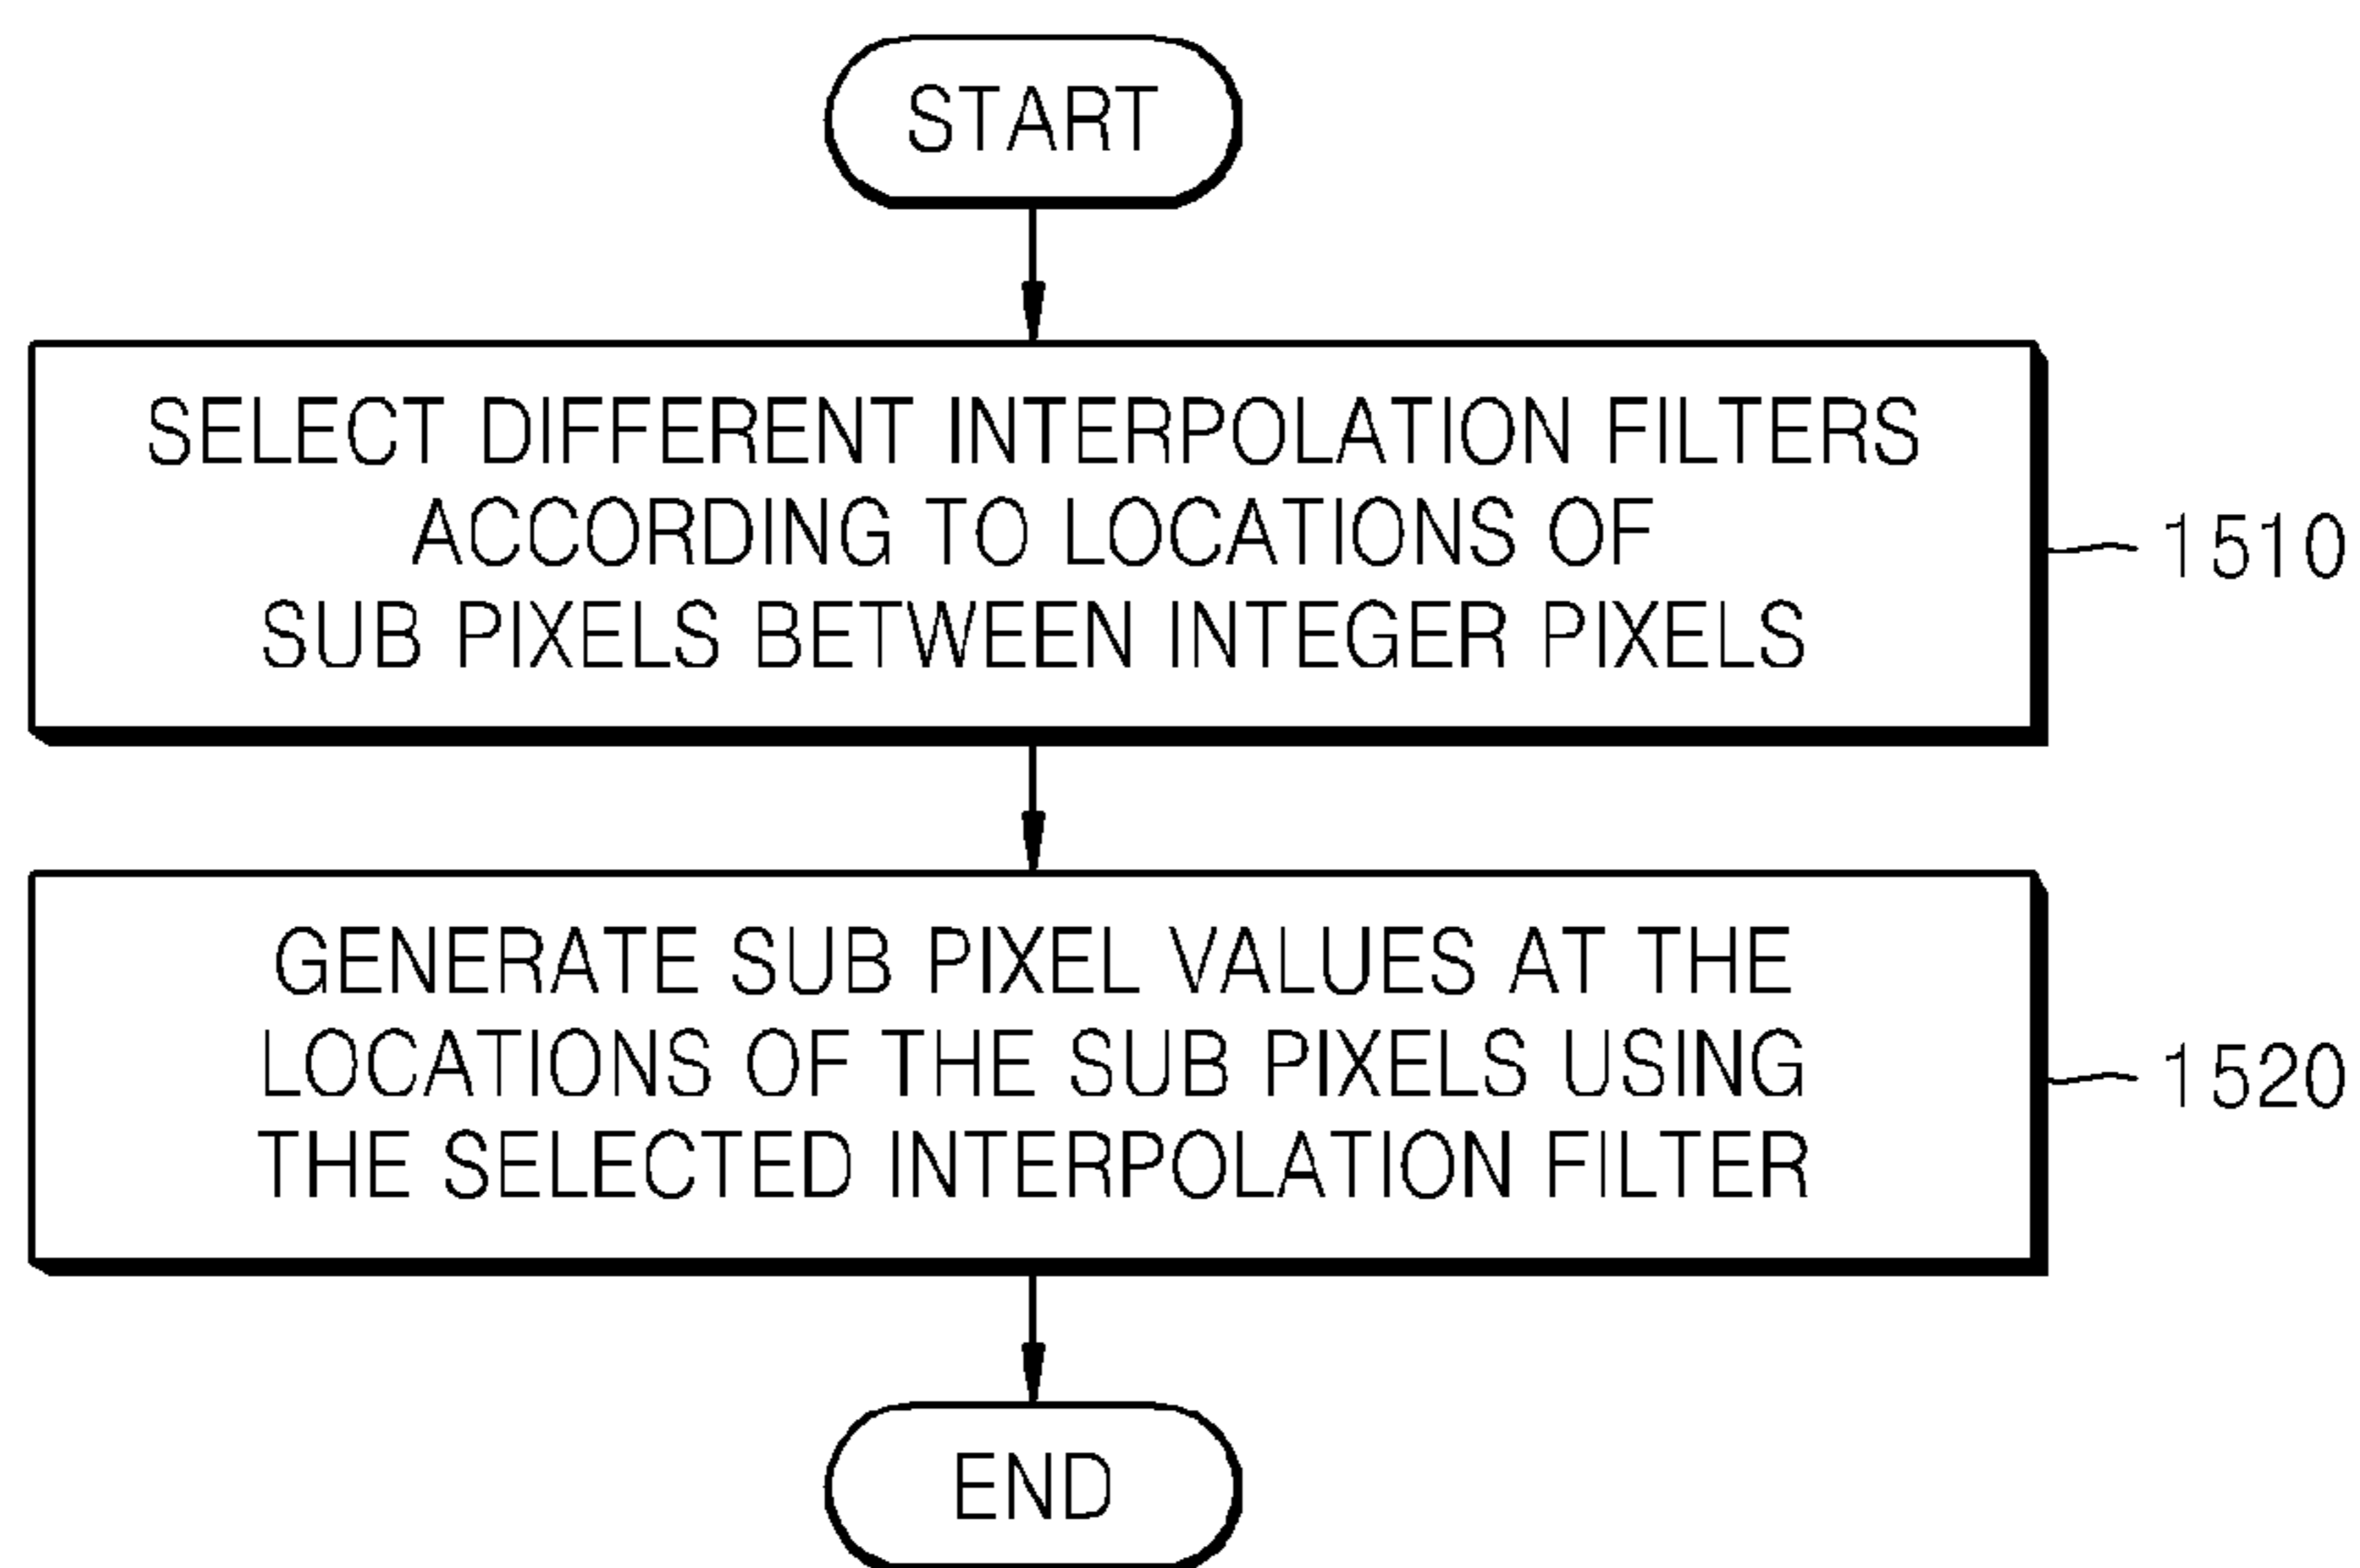 START
SELECT DIFFERENT INTERPOLATION FILTERS
ACCORDING TO LOCATIONS OF
SUB PIXELS BETWEEN INTEGER PIXELS
1510
GENERATE SUB PIXEL VALUES AT THE
LOCATIONS OF THE SUB PIXELS USING
THE SELECTED INTERPOLATION FILTER
1520
END